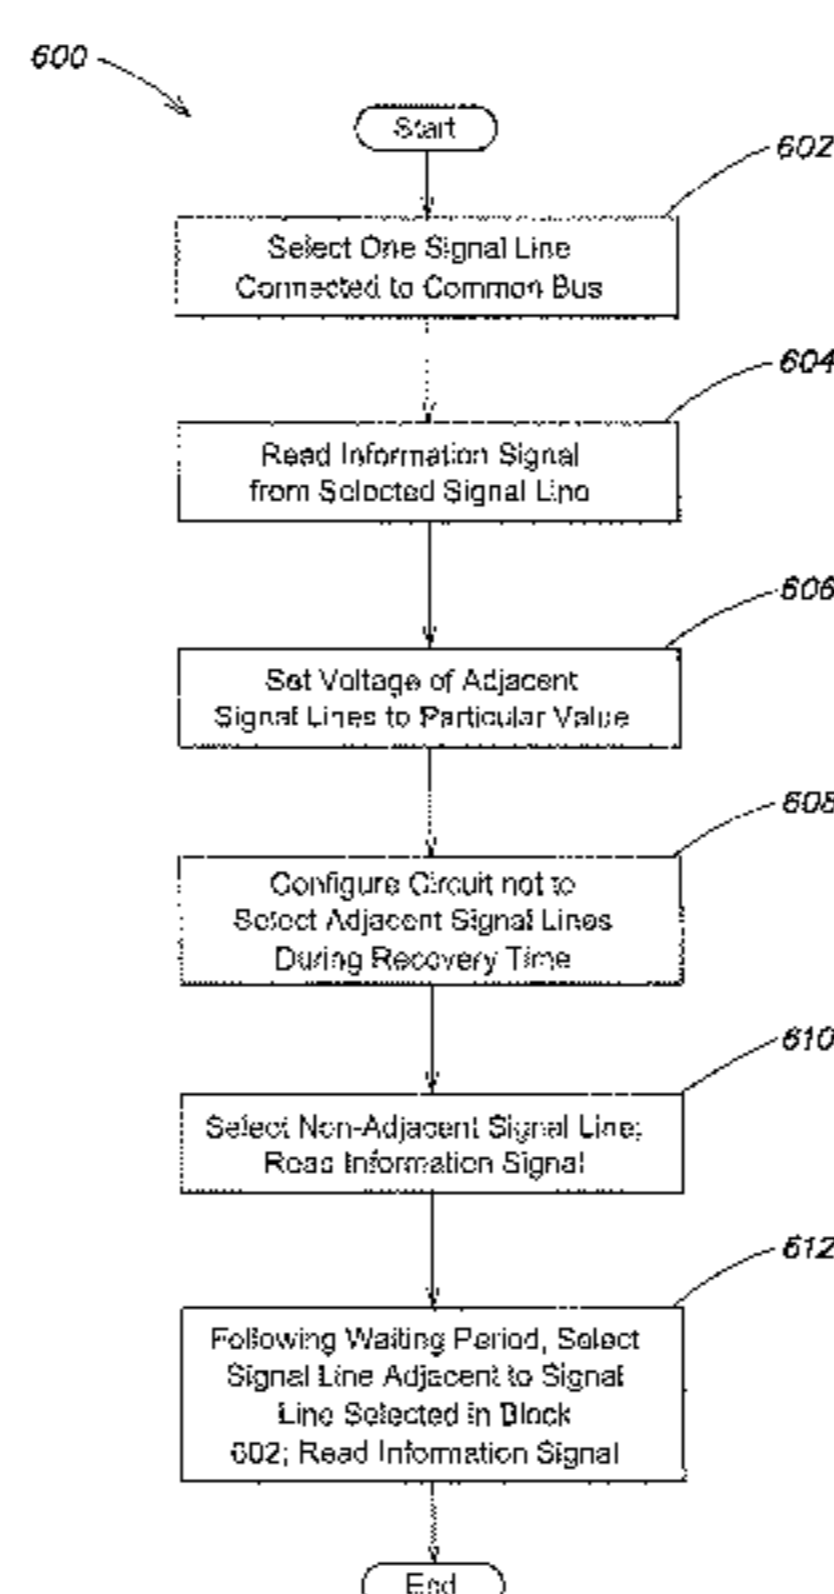 600
Start
602
Select One Signal Line
Connected to Common Bus
604
Read Information Signal
from Selected Signal Line
606
Set Voltage of Adjacent
Signal Lines to Particular Value
608
Configure Circuit not to
Select Adjacent Signal Lines
During Recovery Time
610
Select Non-Adjacent Signal Line;
Read Information Signal
612
Following Waiting Period, Select
Signal Line Adjacent to Signal
Line Selected in Block
602; Read Information Signal
End